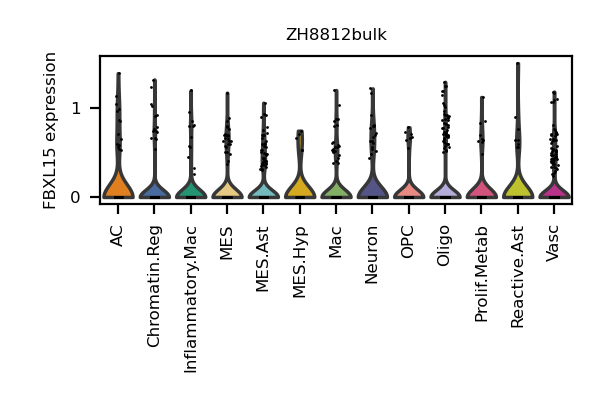 ZH8812bulk
FBXL15 expression
1
0
AC
Chromatin.Reg
Inflammatory.Mac
MES
MES.Ast
MES.Hyp
Mac
Neuron
OPC
Oligo
Prolif.Metab
Reactive.Ast
Vasc